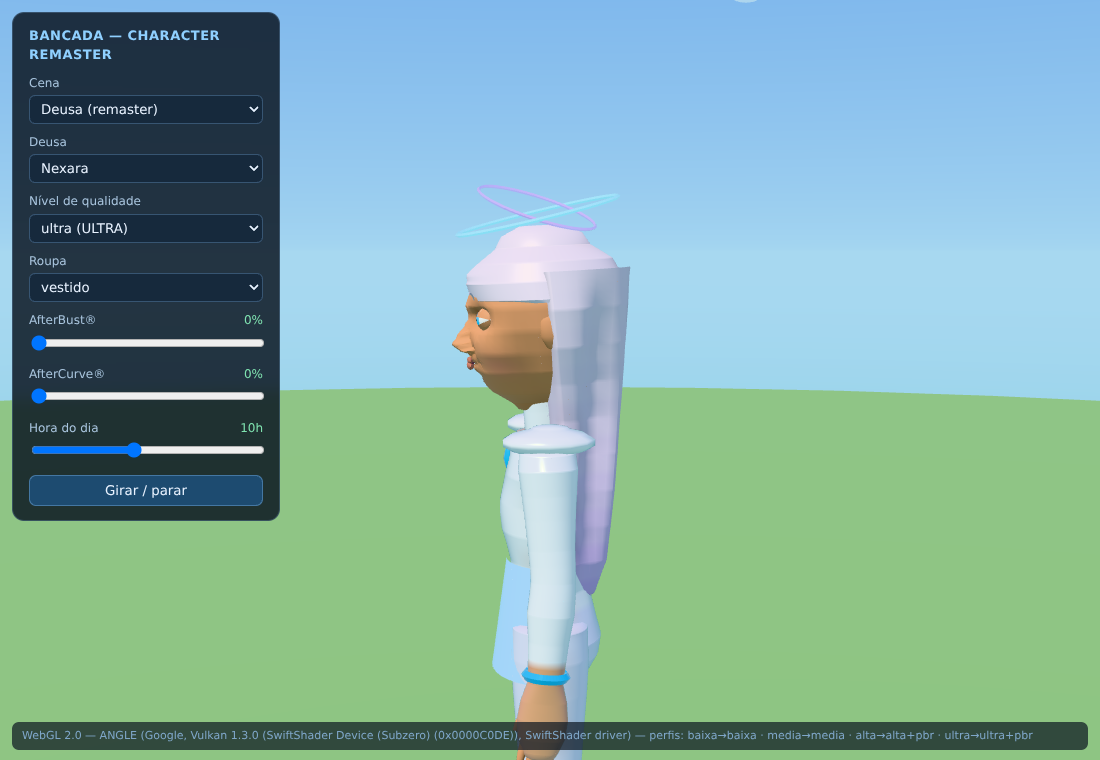 BANCADA — CHARACTER
REMASTER
Cena
Deusa (remaster)
Deusa
Nexara
Nível de qualidade
ultra (ULTRA)
Roupa
vestido
AfterBust® 0%
AfterCurve® 0%
Hora do dia 10h
Girar / parar
WebGL 2.0 — ANGLE (Google, Vulkan 1.3.0 (SwiftShader Device (Subzero) (0x0000C0DE)), SwiftShader driver) — perfis: baixa→baixa · media→media · alta→alta+pbr · ultra→ultra+pbr